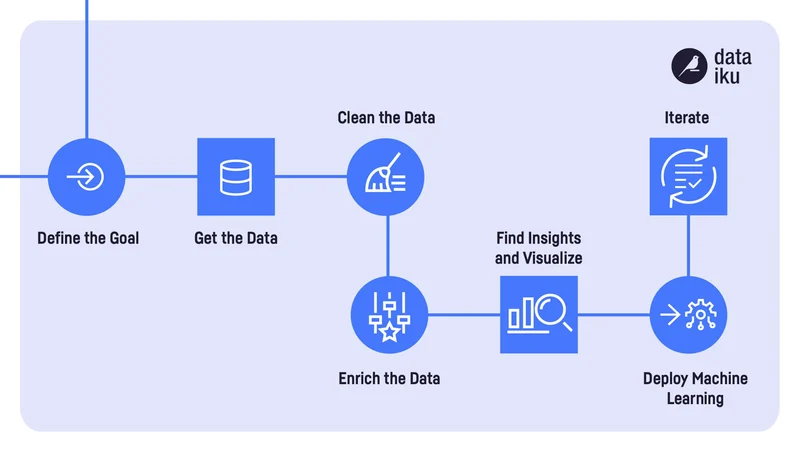 data
iku
Clean the Data
Iterate
Define the Goal
Get the Data
Find Insights
and Visualize
Enrich the Data
Deploy Machine
Learning